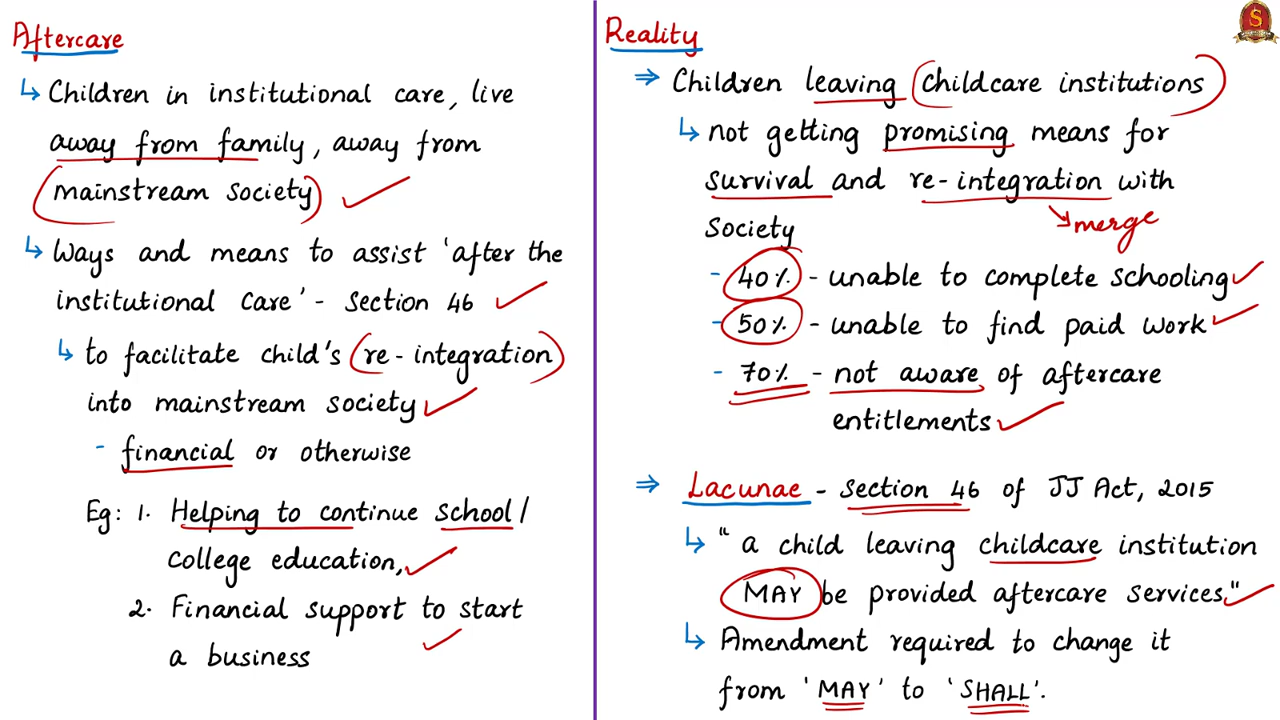 Aftercare
↳ Children in institutional care, live
away from family, away from
mainstream society
↳ Ways and means to assist 'after the
institutional care' - Section 46
↳ to facilitate child's re-integration
into mainstream society
- financial or otherwise
Eg: 1. Helping to continue school/
college education,
2. Financial support to start
a business
Reality
⇒ Children leaving childcare institutions
↳ not getting promising means for
survival and re-integration with
merge
Society
- 40% - unable to complete schooling
- 50% - unable to find paid work
- 70% - not aware of aftercare
entitlements
⇒ Lacunae - Section 46 of JJ Act, 2015
↳ "a child leaving childcare institution
MAY be provided aftercare services"
↳ Amendment required to change it
from 'MAY' to 'SHALL'.
S